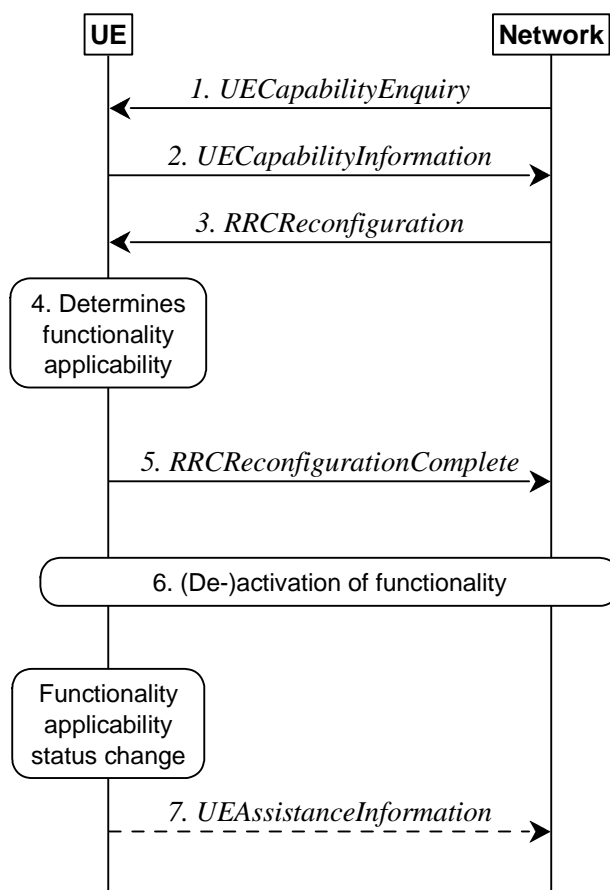 UE
Network
1. UECapabilityEnquiry
2. UECapabilityInformation
3. RRCReconfiguration
4. Determines
functionality
applicability
5. RRCReconfigurationComplete
6. (De-)activation of functionality
Functionality
applicability
status change
7. UEAssistanceInformation